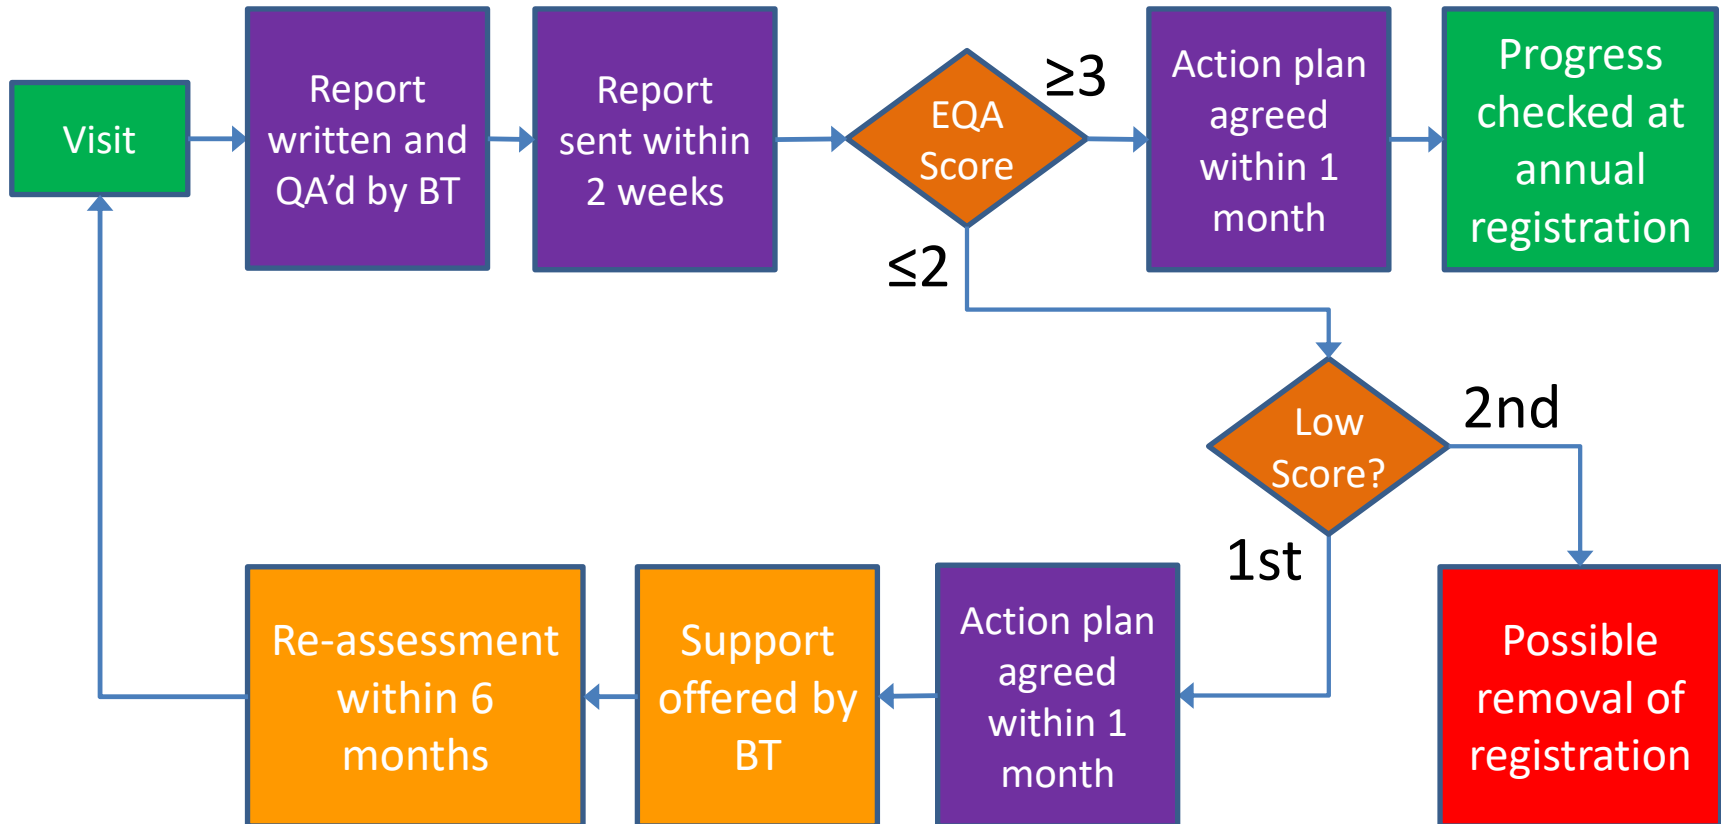 Visit
Report
written and
QA’d by BT
Report
sent within
2 weeks
EQA
Score
≥3
≤2
Action plan
agreed
within 1
month
Progress
checked at
annual
registration
Low
Score?
2nd
1st
Re-assessment
within 6
months
Support
offered by
BT
Action plan
agreed
within 1
month
Possible
removal of
registration